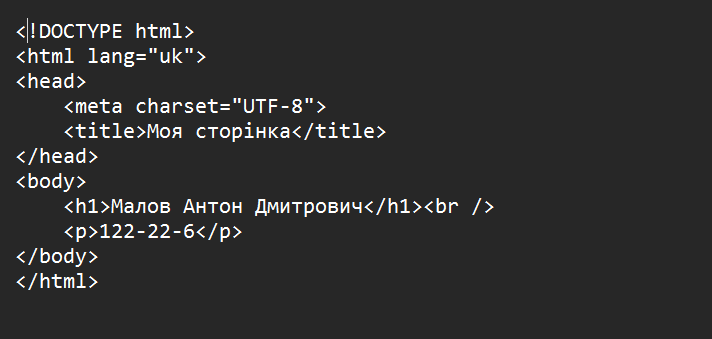 <!DOCTYPE html>
<html lang="uk">
<head>
    <meta charset="UTF-8">
    <title>Моя сторінка</title>
</head>
<body>
    <h1>Малов Антон Дмитрович</h1><br />
    <p>122-22-6</p>
</body>
</html>